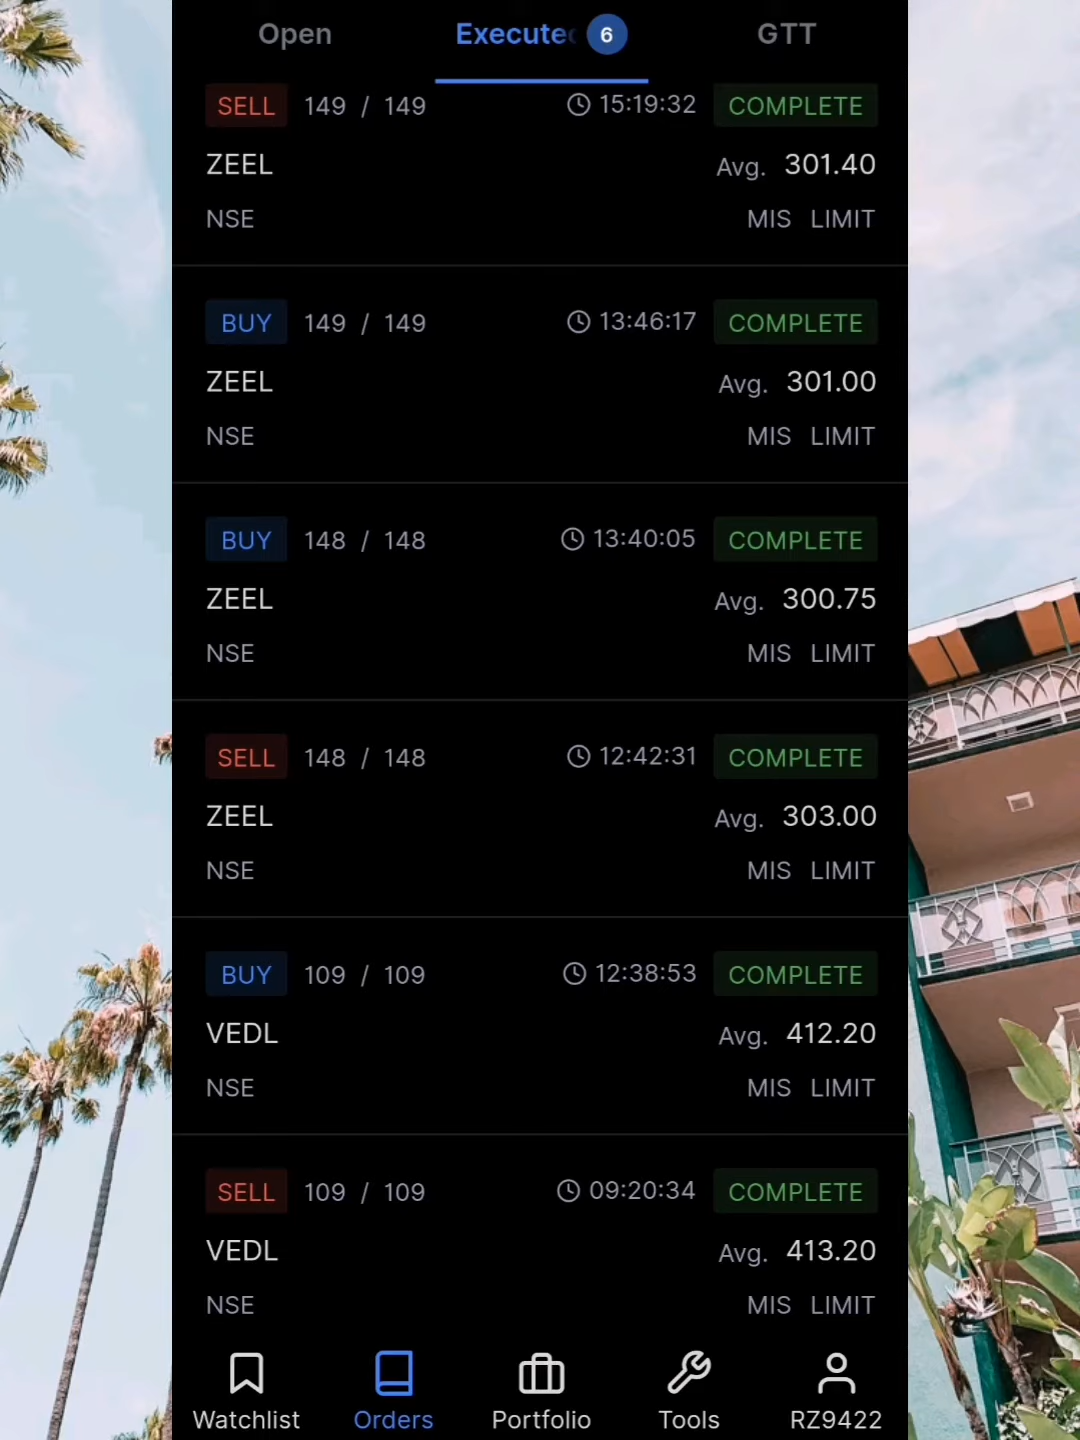 Open Execute 6 GTT
SELL 149 / 149 15:19:32 COMPLETE
ZEEL Avg. 301.40
NSE MIS LIMIT
BUY 149 / 149 13:46:17 COMPLETE
ZEEL Avg. 301.00
NSE MIS LIMIT
BUY 148 / 148 13:40:05 COMPLETE
ZEEL Avg. 300.75
NSE MIS LIMIT
SELL 148 / 148 12:42:31 COMPLETE
ZEEL Avg. 303.00
NSE MIS LIMIT
BUY 109 / 109 12:38:53 COMPLETE
VEDL Avg. 412.20
NSE MIS LIMIT
SELL 109 / 109 09:20:34 COMPLETE
VEDL Avg. 413.20
NSE MIS LIMIT
Watchlist Orders Portfolio Tools RZ9422